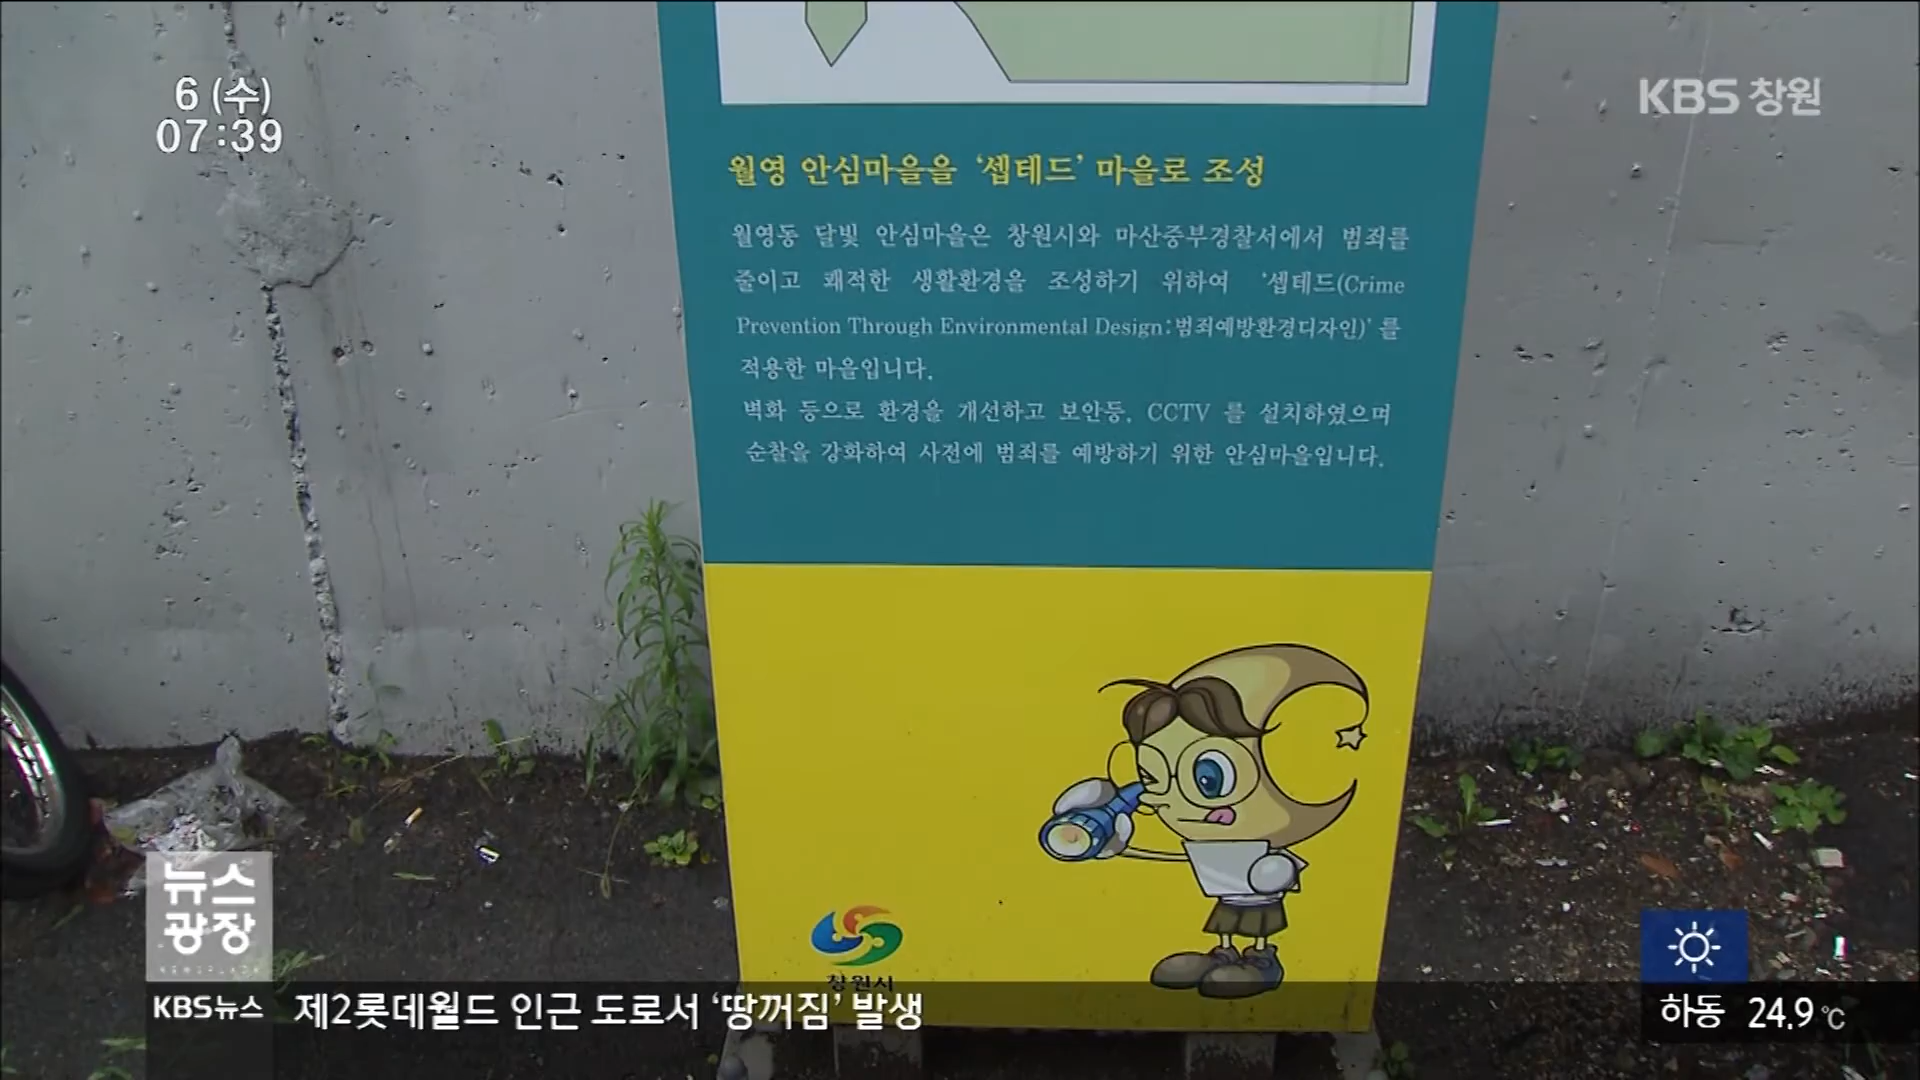 6 (수)
07:39
KBS 창원
월영 안심마을을 ‘셉테드’ 마을로 조성
월영동 달빛 안심마을은 창원시와 마산중부경찰서에서 범죄를
줄이고 쾌적한 생활환경을 조성하기 위하여 ‘셉테드(Crime
Prevention Through Environmental Design:범죄예방환경디자인)’를
적용한 마을입니다.
벽화 등으로 환경을 개선하고 보안등, CCTV 를 설치하였으며
순찰을 강화하여 사전에 범죄를 예방하기 위한 안심마을입니다.
창원시
뉴스
광장
NEWSPLAZA
KBS뉴스 제2롯데월드 인근 도로서 ‘땅꺼짐’ 발생
하동 24.9℃